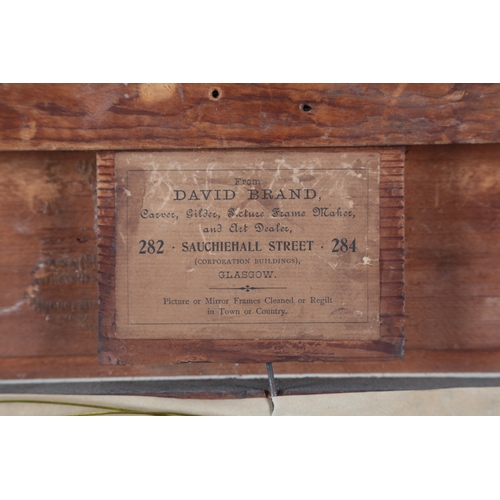 From
DAVID BRAND,
Carver, Gilder, Picture Frame Maker,
and Art Dealer,
282 · SAUCHIEHALL STREET · 284
(CORPORATION BUILDINGS),
GLASGOW.
Picture or Mirror Frames Cleaned or Regilt
in Town or Country.